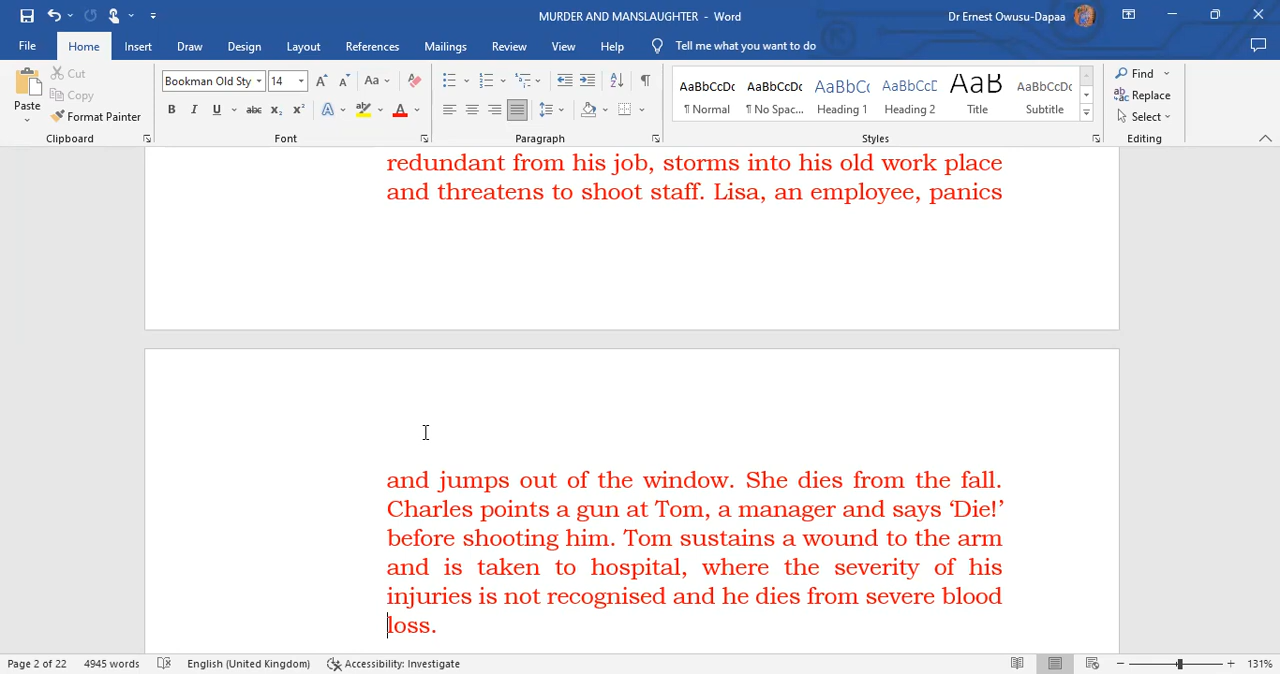 MURDER AND MANSLAUGHTER - Word
Dr Ernest Owusu-Dapaa
File
Home
Insert
Draw
Design
Layout
References
Mailings
Review
View
Help
Tell me what you want to do
Paste
Cut
Copy
Format Painter
Clipboard
Bookman Old Sty
14
Font
Paragraph
AaBbCcDc
¶ Normal
AaBbCcDc
¶ No Spac...
AaBbCc
Heading 1
AaBbCcD
Heading 2
AaB
Title
AaBbCcD
Subtitle
Styles
Find
Replace
Select
Editing
redundant from his job, storms into his old work place
and threatens to shoot staff. Lisa, an employee, panics
and jumps out of the window. She dies from the fall.
Charles points a gun at Tom, a manager and says ‘Die!’
before shooting him. Tom sustains a wound to the arm
and is taken to hospital, where the severity of his
injuries is not recognised and he dies from severe blood
loss.
Page 2 of 22
4945 words
English (United Kingdom)
Accessibility: Investigate
131%